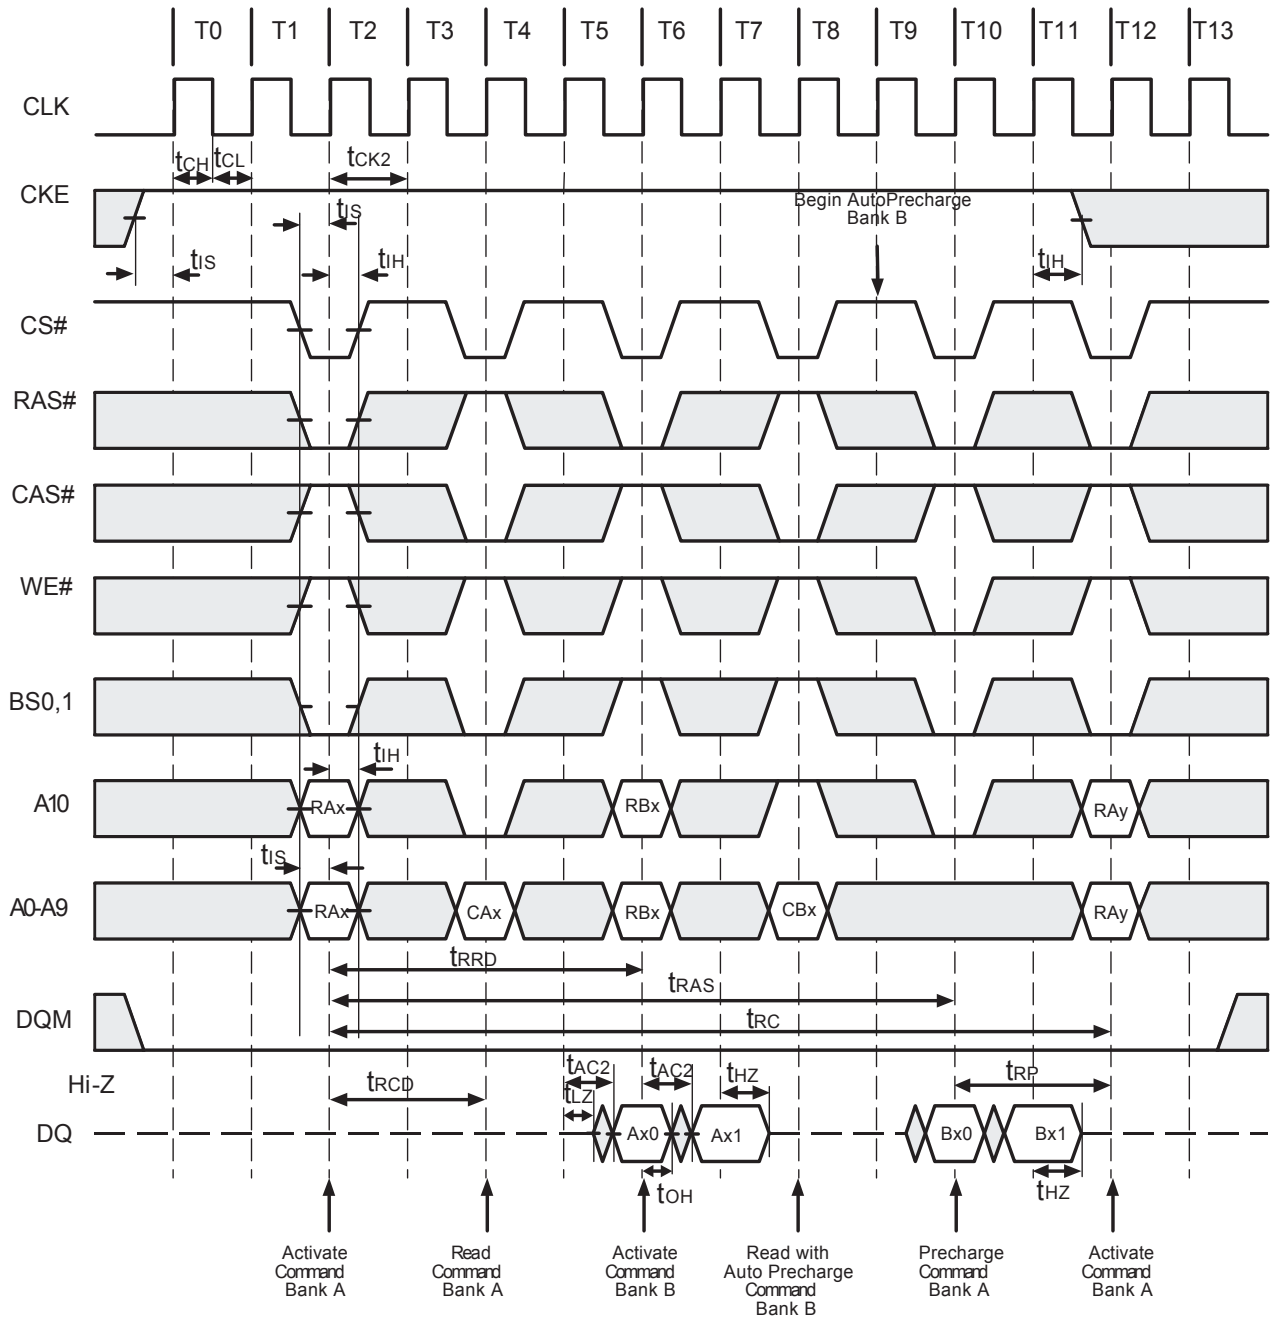 T0 T1 T2 T3 T4 T5 T6 T7 T8 T9 T10 T11 T12 T13
CLK
tCH tCL tCK2
CKE
Begin AutoPrecharge
Bank B
tIS
tIS tIH tIH
CS#
RAS#
CAS#
WE#
BS0,1
tIH
A10 RAx RBx RAy
tIS
A0-A9 RAx CAx RBx CBx RAy
tRRD
tRAS
DQM tRC
Hi-Z tRCD tAC2 tAC2 tHZ tRP
tLZ
DQ Ax0 Ax1 Bx0 Bx1
tOH tHZ
Activate
Command
Bank A
Read
Command
Bank A
Activate
Command
Bank B
Read with
Auto Precharge
Command
Bank B
Precharge
Command
Bank A
Activate
Command
Bank A